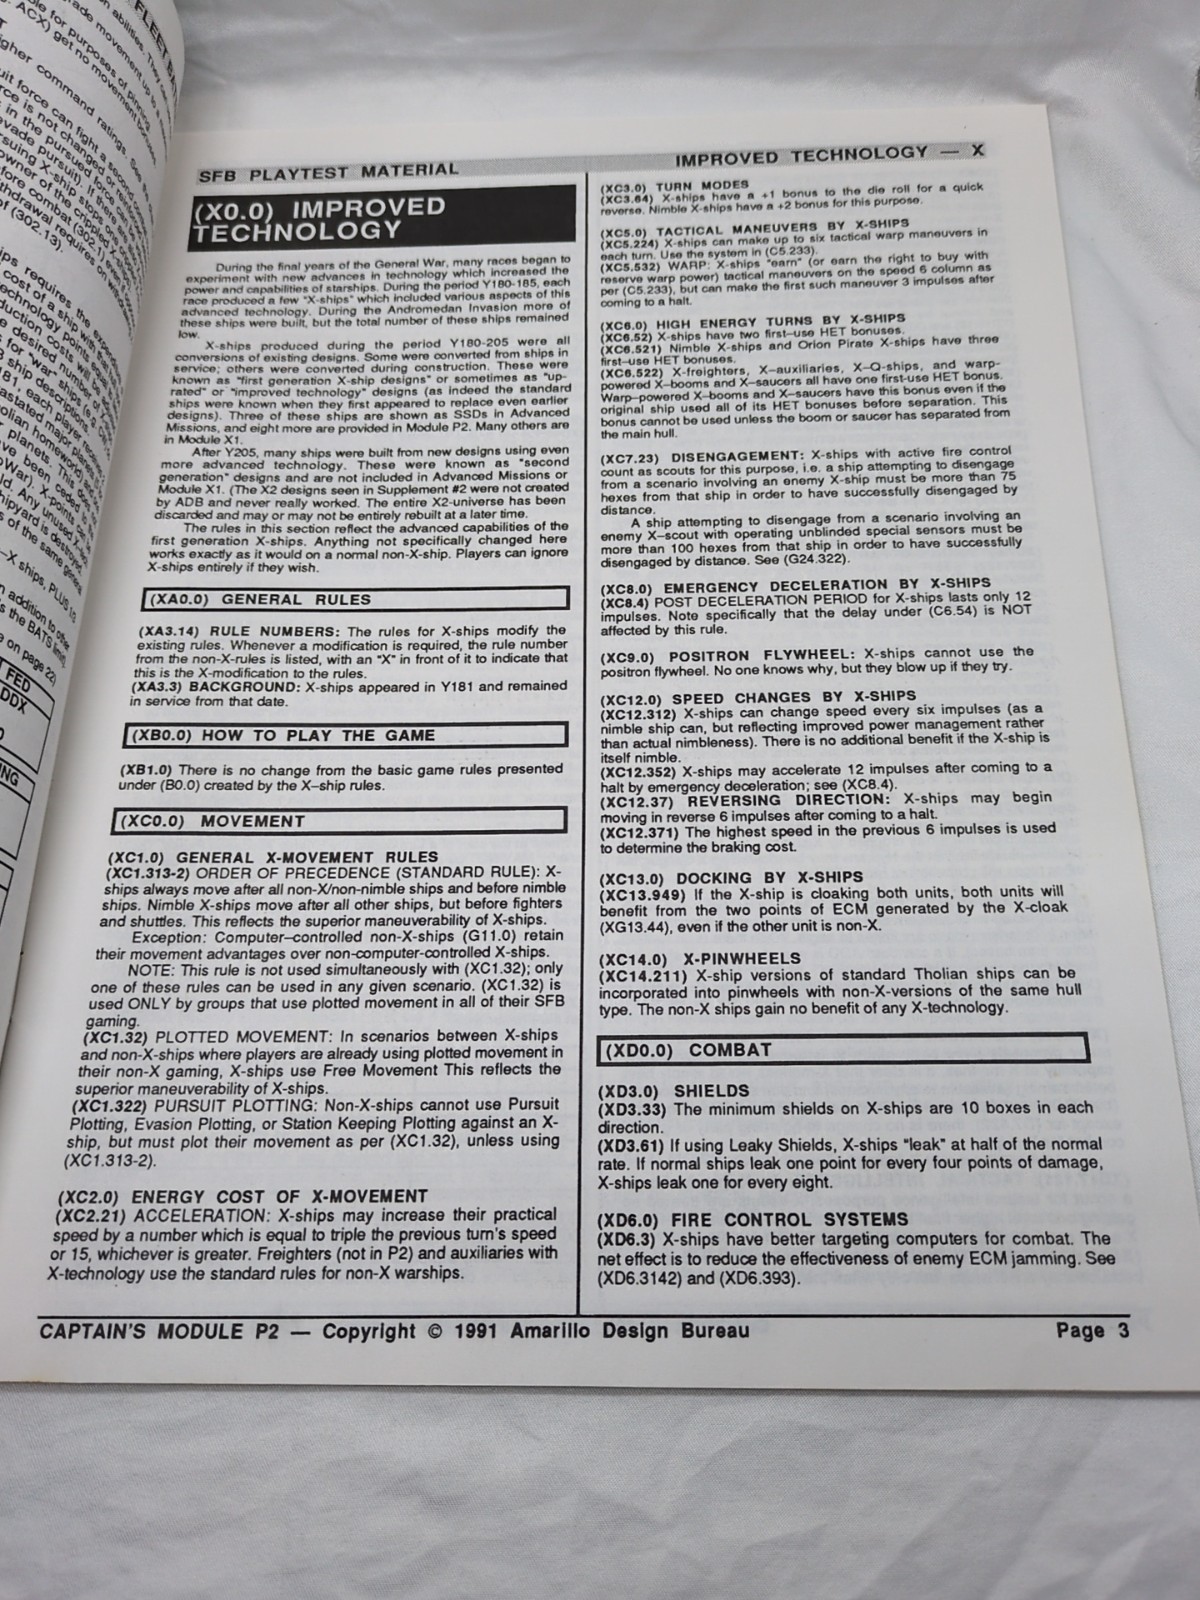 FLEET BA
ACX) get no movement bonuses.
higher command ratings. See
of (302.13)
FED
DDX
SFB PLAYTEST MATERIAL
(X0.0) IMPROVED
TECHNOLOGY
During the final years of the General War, many races began to
experiment with new advances in technology which increased the
power and capabilities of starships. During the period Y180-185, each
race produced a few "X-ships" which included various aspects of this
advanced technology. During the Andromedan Invasion more of
these ships were built, but the total number of these ships remained
low.
X-ships produced during the period Y180-205 were all
conversions of existing designs. Some were converted from ships in
service; others were converted during construction. These were
known as "first generation X-ship designs" or sometimes as "up-
rated" or "improved technology" designs (as indeed the standard
ships were known when they first appeared to replace even earlier
designs). Three of these ships are shown as SSDs in Advanced
Missions, and eight more are provided in Module P2. Many others are
in Module X1.
After Y205, many ships were built from new designs using even
more advanced technology. These were known as "second
generation" designs and are not included in Advanced Missions or
Module X1. (The X2 designs seen in Supplement #2 were not created
by ADB and never really worked. The entire X2-universe has been
discarded and may or may not be entirely rebuilt at a later time.
The rules in this section reflect the advanced capabilities of the
first generation X-ships. Anything not specifically changed here
works exactly as it would on a normal non-X-ship. Players can ignore
X-ships entirely if they wish.
(XA0.0) GENERAL RULES
(XA3.14) RULE NUMBERS: The rules for X-ships modify the
existing rules. Whenever a modification is required, the rule number
from the non-X-rules is listed, with an "X" in front of it to indicate that
this is the X-modification to the rules.
(XA3.3) BACKGROUND: X-ships appeared in Y181 and remained
in service from that date.
(XB0.0) HOW TO PLAY THE GAME
(XB1.0) There is no change from the basic game rules presented
under (B0.0) created by the X–ship rules.
(XC0.0) MOVEMENT
(XC1.0) GENERAL X-MOVEMENT RULES
(XC1.313-2) ORDER OF PRECEDENCE (STANDARD RULE): X-
ships always move after all non-X/non-nimble ships and before nimble
ships. Nimble X-ships move after all other ships, but before fighters
and shuttles. This reflects the superior maneuverability of X-ships.
Exception: Computer–controlled non-X-ships (G11.0) retain
their movement advantages over non-computer-controlled X-ships.
NOTE: This rule is not used simultaneously with (XC1.32); only
one of these rules can be used in any given scenario. (XC1.32) is
used ONLY by groups that use plotted movement in all of their SFB
gaming.
(XC1.32) PLOTTED MOVEMENT: In scenarios between X-ships
and non-X-ships where players are already using plotted movement in
their non-X gaming, X-ships use Free Movement This reflects the
superior maneuverability of X-ships.
(XC1.322) PURSUIT PLOTTING: Non-X-ships cannot use Pursuit
Plotting, Evasion Plotting, or Station Keeping Plotting against an X-
ship, but must plot their movement as per (XC1.32), unless using
(XC1.313-2).
(XC2.0) ENERGY COST OF X-MOVEMENT
(XC2.21) ACCELERATION: X-ships may increase their practical
speed by a number which is equal to triple the previous turn's speed
or 15, whichever is greater. Freighters (not in P2) and auxiliaries with
X-technology use the standard rules for non-X warships.
IMPROVED TECHNOLOGY — X
(XC3.0) TURN MODES
(XC3.64) X-ships have a +1 bonus to the die roll for a quick
reverse. Nimble X-ships have a +2 bonus for this purpose.
(XC5.0) TACTICAL MANEUVERS BY X-SHIPS
(XC5.224) X-ships can make up to six tactical warp maneuvers in
each turn. Use the system in (C5.233).
(XC5.532) WARP: X-ships "earn" (or earn the right to buy with
reserve warp power) tactical maneuvers on the speed 6 column as
per (C5.233), but can make the first such maneuver 3 impulses after
coming to a halt.
(XC6.0) HIGH ENERGY TURNS BY X-SHIPS
(XC6.52) X-ships have two first–use HET bonuses.
(XC6.521) Nimble X-ships and Orion Pirate X-ships have three
first-use HET bonuses.
(XC6.522) X-freighters, X–auxiliaries, X-Q-ships, and warp-
powered X-booms and X-saucers all have one first-use HET bonus.
Warp-powered X-booms and X-saucers have this bonus even if the
original ship used all of its HET bonuses before separation. This
bonus cannot be used unless the boom or saucer has separated from
the main hull.
(XC7.23) DISENGAGEMENT: X-ships with active fire control
count as scouts for this purpose, i.e. a ship attempting to disengage
from a scenario involving an enemy X-ship must be more than 75
hexes from that ship in order to have successfully disengaged by
distance.
A ship attempting to disengage from a scenario involving an
enemy X–scout with operating unblinded special sensors must be
more than 100 hexes from that ship in order to have successfully
disengaged by distance. See (G24.322).
(XC8.0) EMERGENCY DECELERATION BY X-SHIPS
(XC8.4) POST DECELERATION PERIOD for X-ships lasts only 12
impulses. Note specifically that the delay under (C6.54) is NOT
affected by this rule.
(XC9.0) POSITRON FLYWHEEL: X-ships cannot use the
positron flywheel. No one knows why, but they blow up if they try.
(XC12.0) SPEED CHANGES BY X-SHIPS
(XC12.312) X-ships can change speed every six impulses (as a
nimble ship can, but reflecting improved power management rather
than actual nimbleness). There is no additional benefit if the X-ship is
itself nimble.
(XC12.352) X-ships may accelerate 12 impulses after coming to a
halt by emergency deceleration; see (XC8.4).
(XC12.37) REVERSING DIRECTION: X-ships may begin
moving in reverse 6 impulses after coming to a halt.
(XC12.371) The highest speed in the previous 6 impulses is used
to determine the braking cost.
(XC13.0) DOCKING BY X-SHIPS
(XC13.949) If the X-ship is cloaking both units, both units will
benefit from the two points of ECM generated by the X-cloak
(XG13.44), even if the other unit is non-X.
(XC14.0) X-PINWHEELS
(XC14.211) X-ship versions of standard Tholian ships can be
incorporated into pinwheels with non-X-versions of the same hull
type. The non-X ships gain no benefit of any X-technology.
(XD0.0) COMBAT
(XD3.0) SHIELDS
(XD3.33) The minimum shields on X-ships are 10 boxes in each
direction.
(XD3.61) If using Leaky Shields, X-ships "leak" at half of the normal
rate. If normal ships leak one point for every four points of damage,
X-ships leak one for every eight.
(XD6.0) FIRE CONTROL SYSTEMS
(XD6.3) X-ships have better targeting computers for combat. The
net effect is to reduce the effectiveness of enemy ECM jamming. See
(XD6.3142) and (XD6.393).
CAPTAIN'S MODULE P2 — Copyright © 1991 Amarillo Design Bureau Page 3